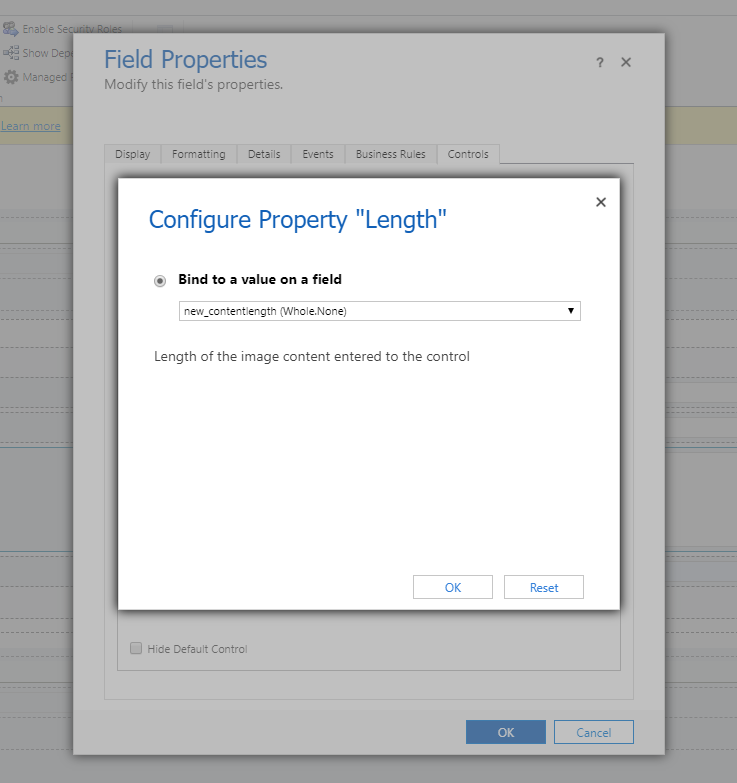 Enable Security Roles
Show Dep
Managed
Learn more
Field Properties
? ×
Modify this field's properties.
Display Formatting Details Events Business Rules Controls
×
Configure Property "Length"
Bind to a value on a field
new_contentlength (Whole.None)
Length of the image content entered to the control
OK Reset
Hide Default Control
OK Cancel